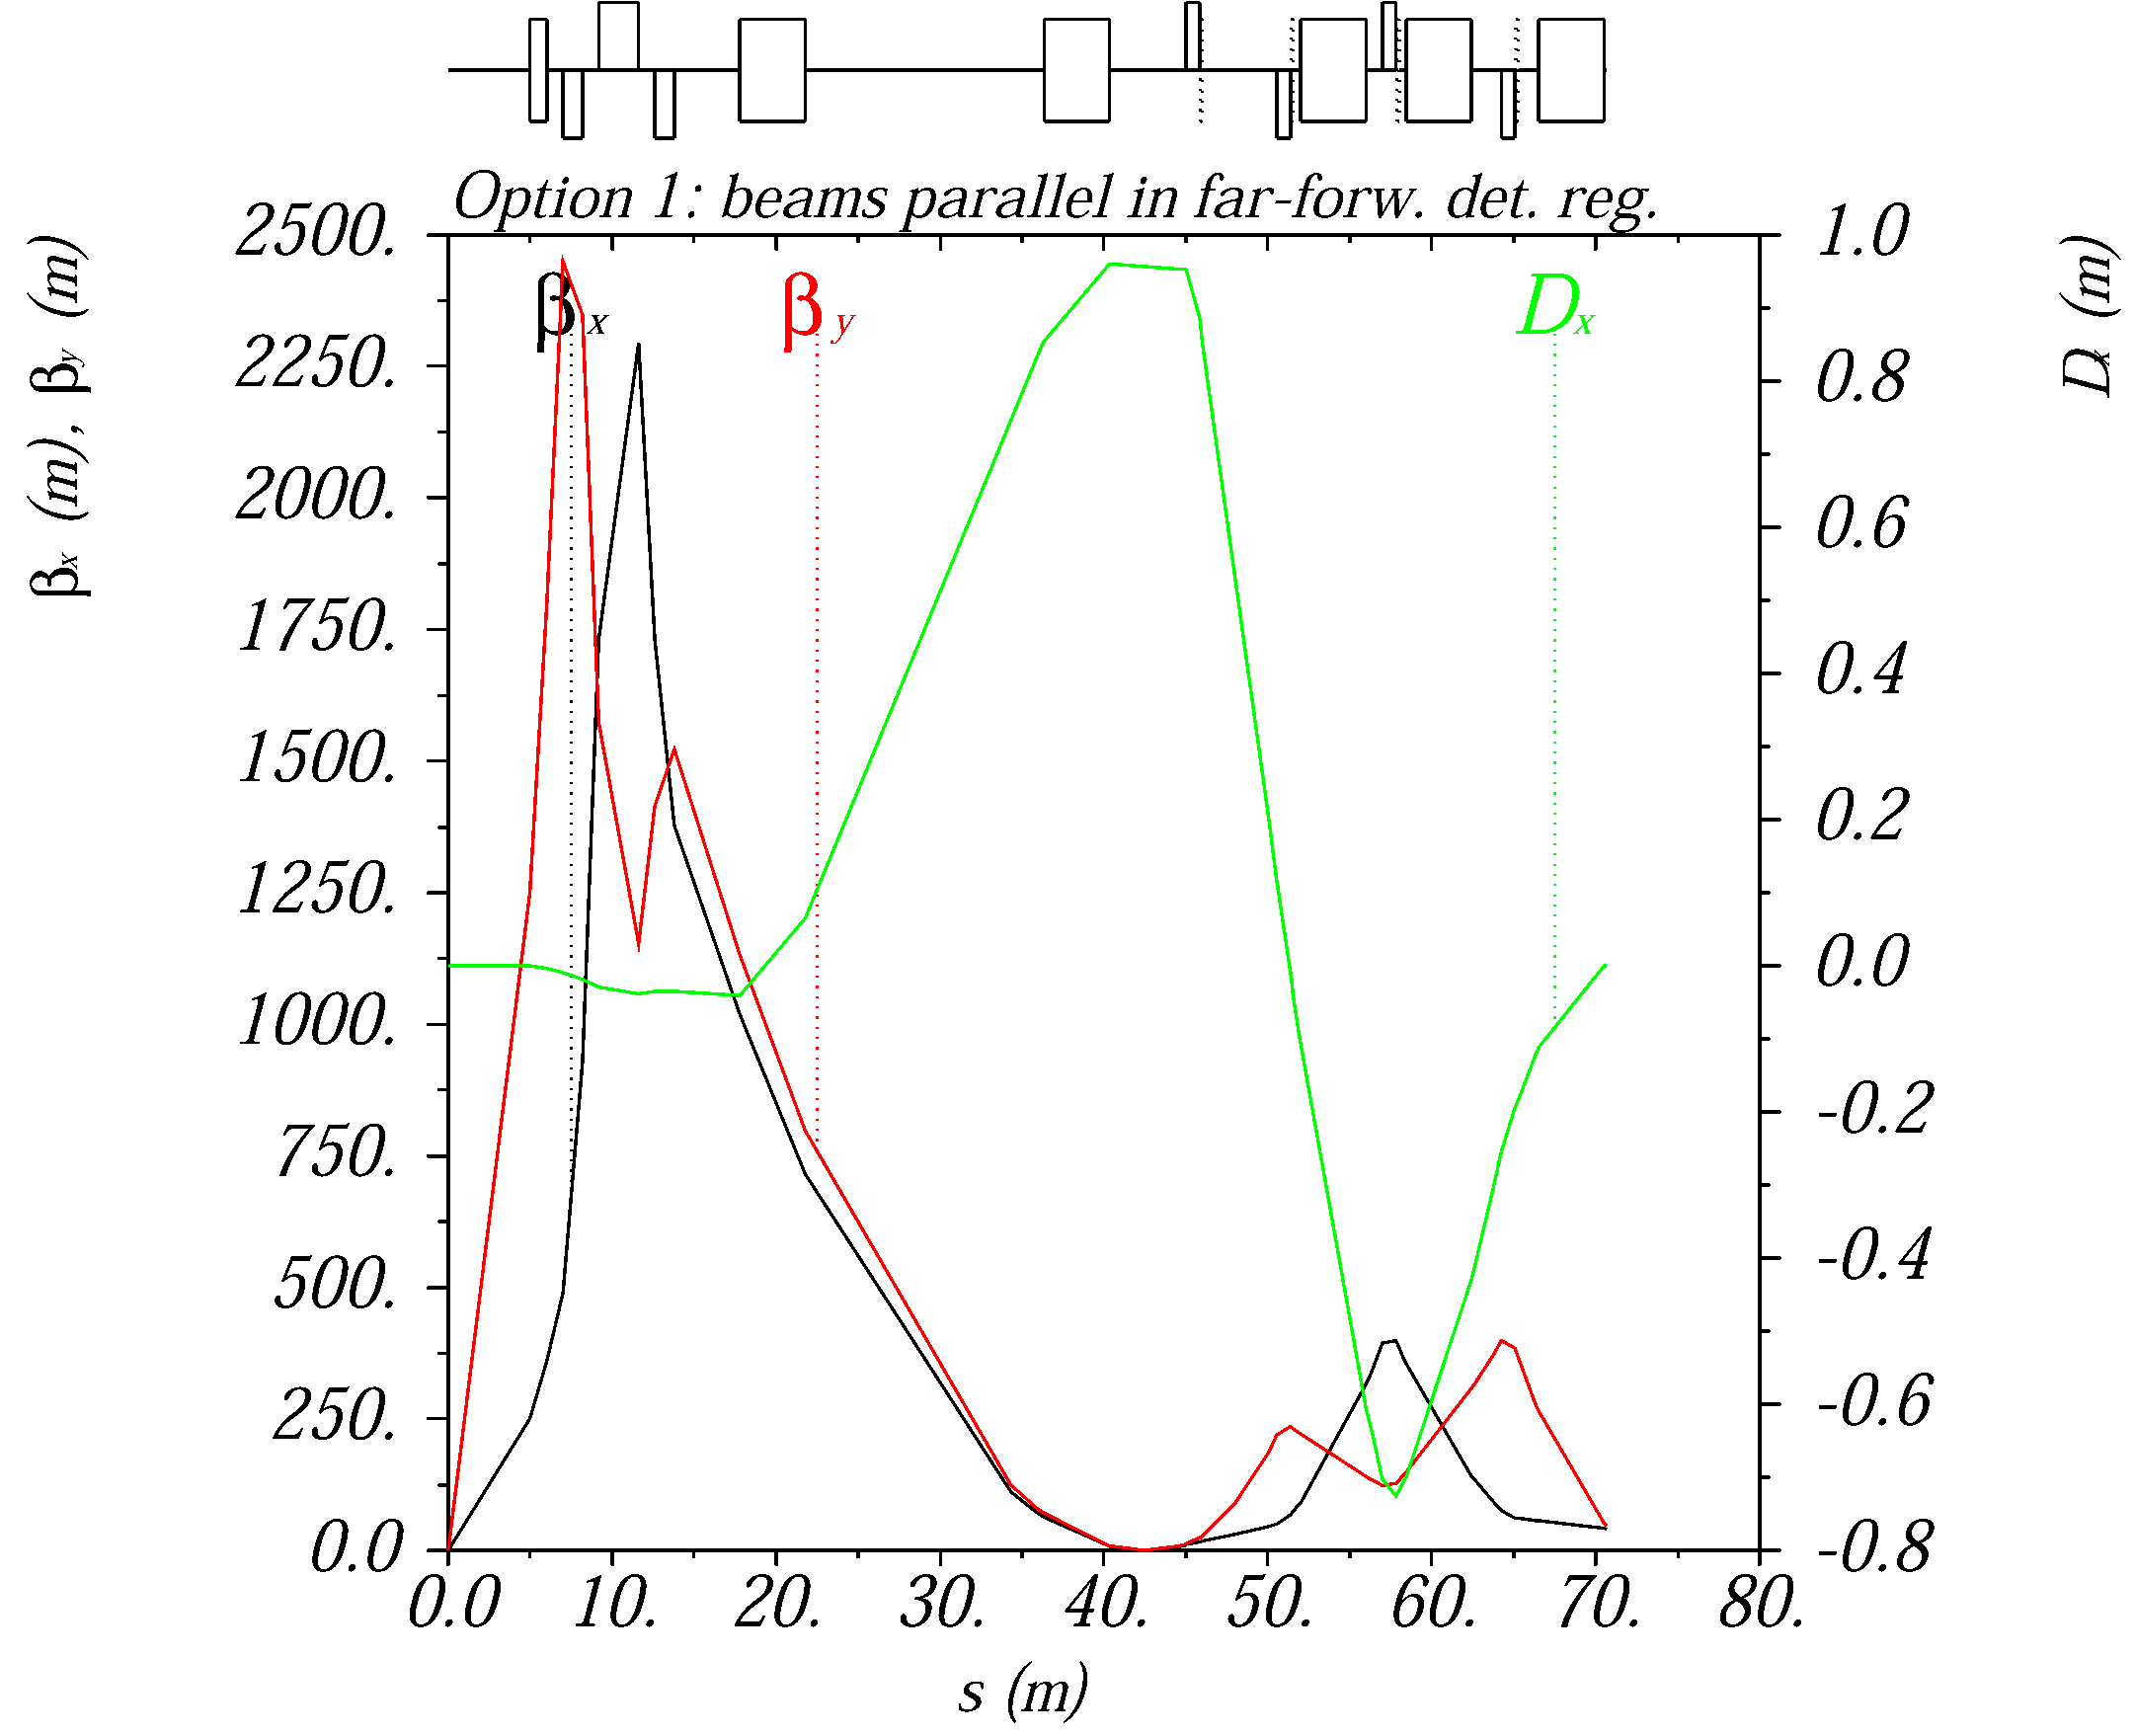 Option 1: beams parallel in far-forw. det. reg.
βx (m), βy (m)
Dx (m)
2500.
2250.
2000.
1750.
1500.
1250.
1000.
750.
500.
250.
0.0
βx
βy
Dx
1.0
0.8
0.6
0.4
0.2
0.0
-0.2
-0.4
-0.6
-0.8
0.0 10. 20. 30. 40. 50. 60. 70. 80.
s (m)